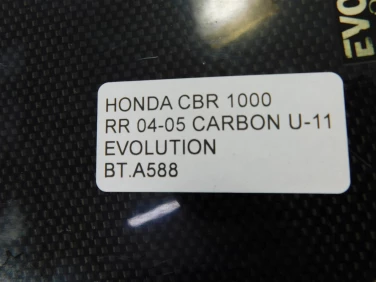 EVO
HONDA CBR 1000
RR 04-05 CARBON U-11
EVOLUTION
BT.A588